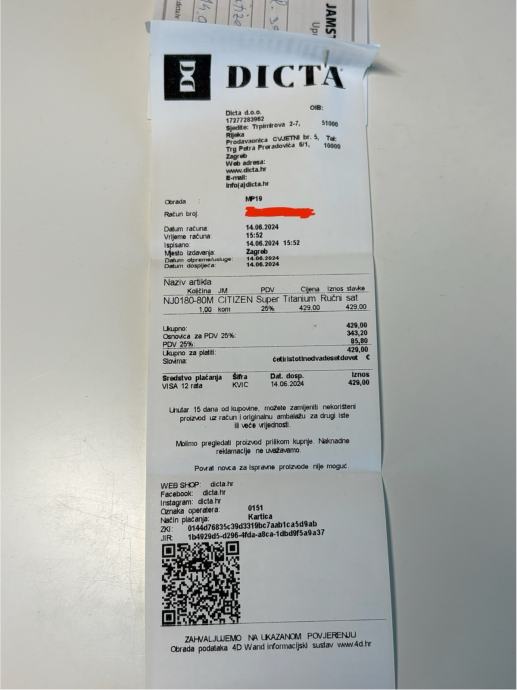 JAMST
DICTA
Dicta d.o.o. OIB:
17277283962
Sjedište: Trpimirova 2-7, 51000
Rijeka
Prodavaonica CVJETNI br. 5, Tel:
Trg Petra Preradovića 6/1, 10000
Zagreb
Web adresa:
www.dicta.hr
E-mail:
info(a)dicta.hr
Obrada MP19
Račun broj
Datum računa: 14.06.2024
Vrijeme računa: 15:52
Ispisano: 14.06.2024 15:52
Mjesto izdavanja: Zagreb
Datum otpreme/usluge: 14.06.2024
Datum dospijeća: 14.06.2024
Naziv artikla
Količina JM PDV Cijena Iznos stavke
NJ0180-80M CITIZEN Super Titanium Ručni sat
1,00 kom 25% 429,00 429,00
Ukupno: 429,00
Osnovica za PDV 25%: 343,20
PDV 25%: 85,80
Ukupno za platiti: 429,00
Slovima: četiristotinedvadesetdevet €
Sredstvo plaćanja Šifra Dat. dosp. Iznos
VISA 12 rata KVIC 14.06.2024 429,00
Unutar 15 dana od kupovine, možete zamijeniti nekorišteni
proizvod uz račun i originalnu ambalažu za drugi iste
ili veće vrijednosti.
Molimo pregledati proizvod prilikom kupnje. Naknadne
reklamacije ne uvažavamo.
Povrat novca za ispravne proizvode nije moguć.
WEB SHOP: dicta.hr
Facebook: dicta.hr
Instagram: dicta.hr
Oznaka operatera: 0151
Način plaćanja: Kartica
ZKI: 0144d76835c39d3319bc7aab1ca5d9ab
JIR: 1b4929d5-d296-4fda-a8ca-1dbd9f5a9a37
ZAHVALJUJEMO NA UKAZANOM POVJERENJU
Obrada podataka 4D Wand informacijski sustav www.4d.hr